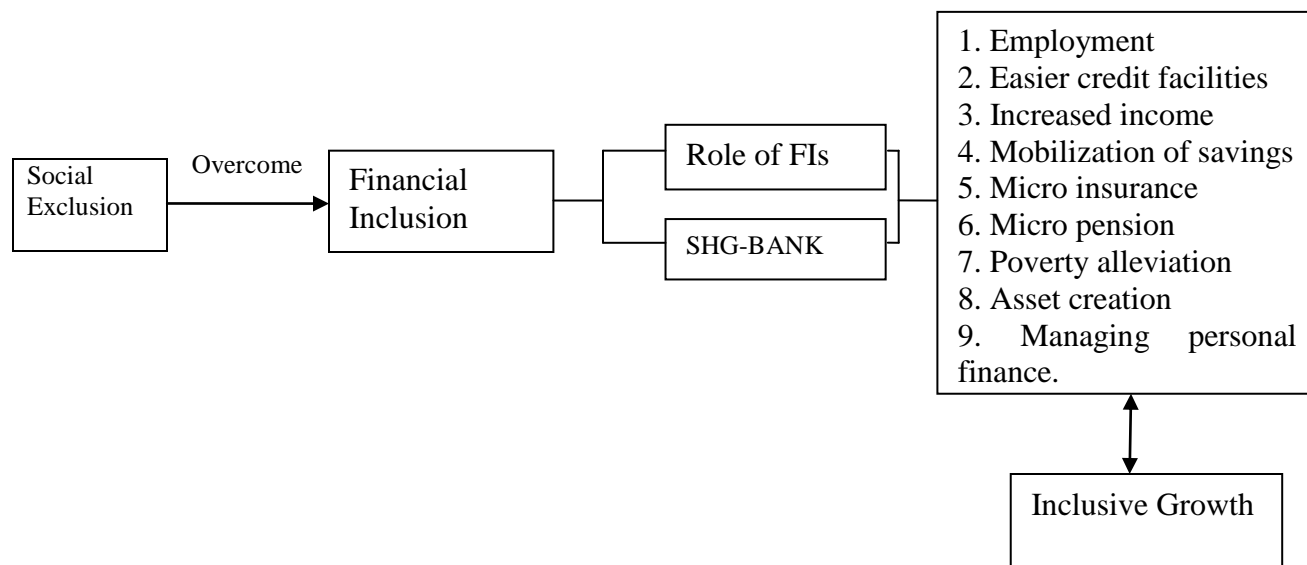 Social
Exclusion
Overcome
Financial
Inclusion
Role of FIs
SHG-BANK
1. Employment
2. Easier credit facilities
3. Increased income
4. Mobilization of savings
5. Micro insurance
6. Micro pension
7. Poverty alleviation
8. Asset creation
9. Managing personal
finance.
Inclusive Growth